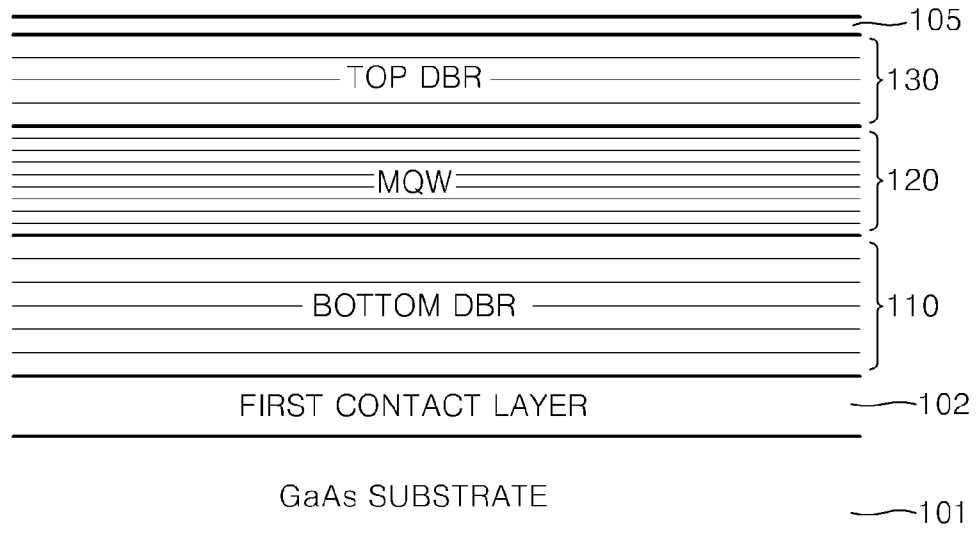 105
TOP DBR
130
MQW
120
BOTTOM DBR
110
FIRST CONTACT LAYER
102
GaAs SUBSTRATE
101